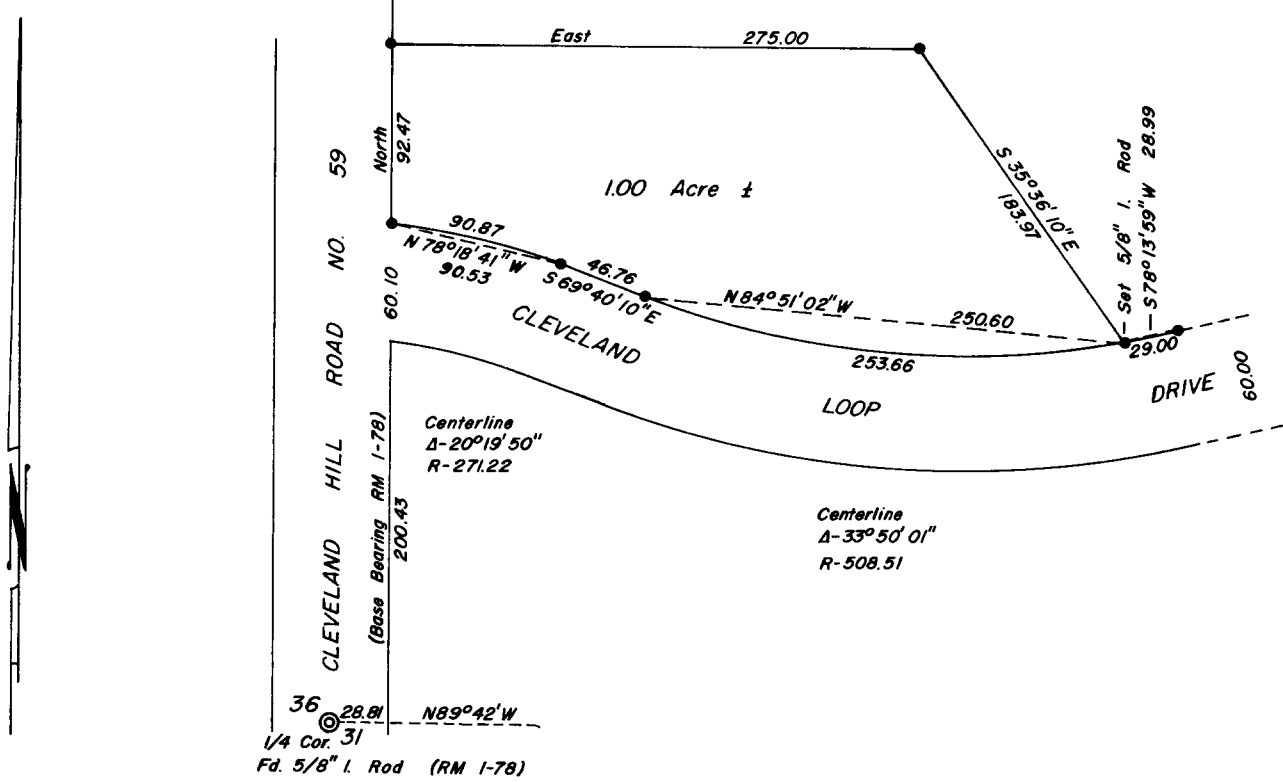 East 275.00
North
92.47
1.00 Acre ±
S 35°36'10" E
183.97
Set 5/8" I. Rod
S78°13'59"W 28.99
90.87
N 78°18'41" W
90.53
46.76
S 69°40'10" E
N84°51'02"W
250.60
253.66
29.00
60.10
CLEVELAND
LOOP
DRIVE
60.00
CLEVELAND HILL ROAD NO. 59
Centerline
Δ-20°19'50"
R-271.22
(Base Bearing RM 1-78)
200.43
Centerline
Δ-33°50'01"
R-508.51
N
36
28.81 N89°42'W
1/4 Cor. 31
Fd. 5/8" I. Rod (RM 1-78)